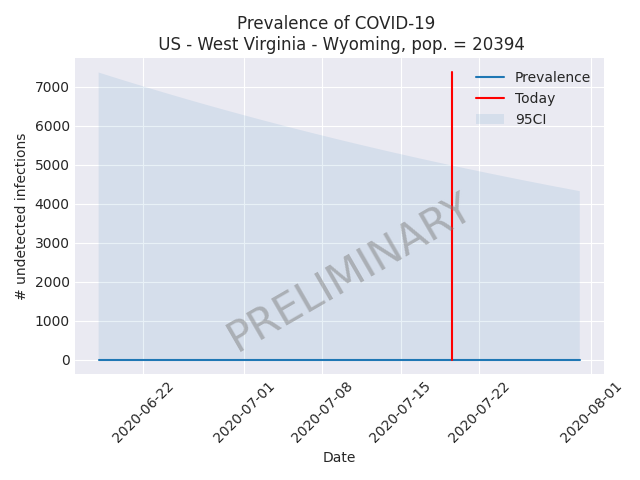 Prevalence of COVID-19
US - West Virginia - Wyoming, pop. = 20394
Prevalence
Today
95CI
7000
6000
5000
4000
3000
2000
1000
0
# undetected infections
PRELIMINARY
2020-06-22
2020-07-01
2020-07-08
2020-07-15
2020-07-22
2020-08-01
Date